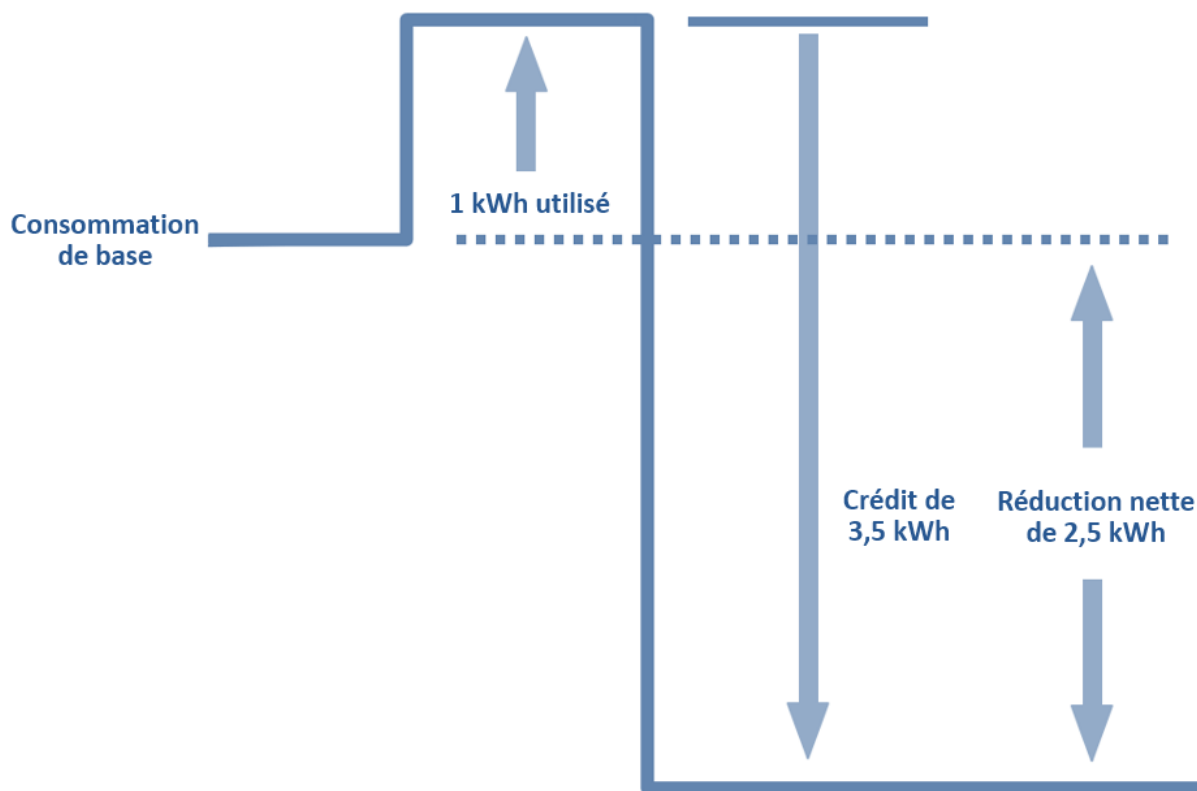 1 kWh utilisé
Consommation
de base
Crédit de
3,5 kWh
Réduction nette
de 2,5 kWh